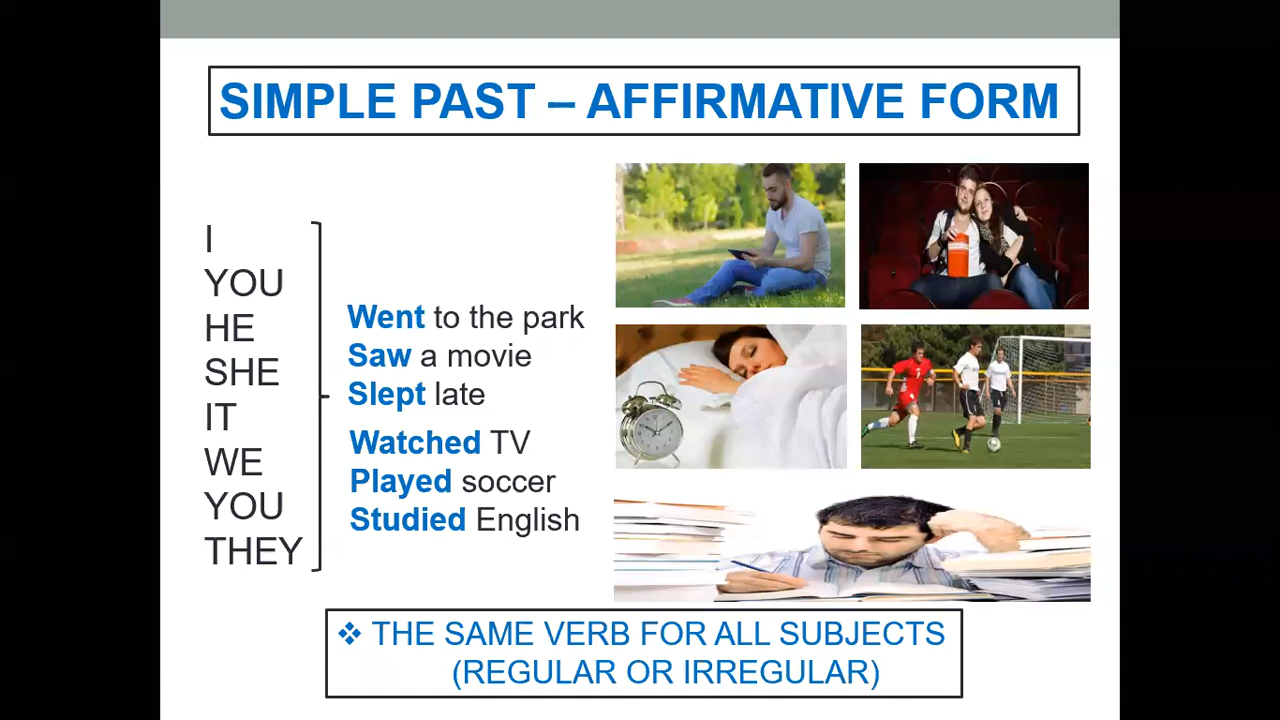 SIMPLE PAST – AFFIRMATIVE FORM
I
YOU
HE
SHE
IT
WE
YOU
THEY
Went to the park
Saw a movie
Slept late
Watched TV
Played soccer
Studied English
❖ THE SAME VERB FOR ALL SUBJECTS
(REGULAR OR IRREGULAR)